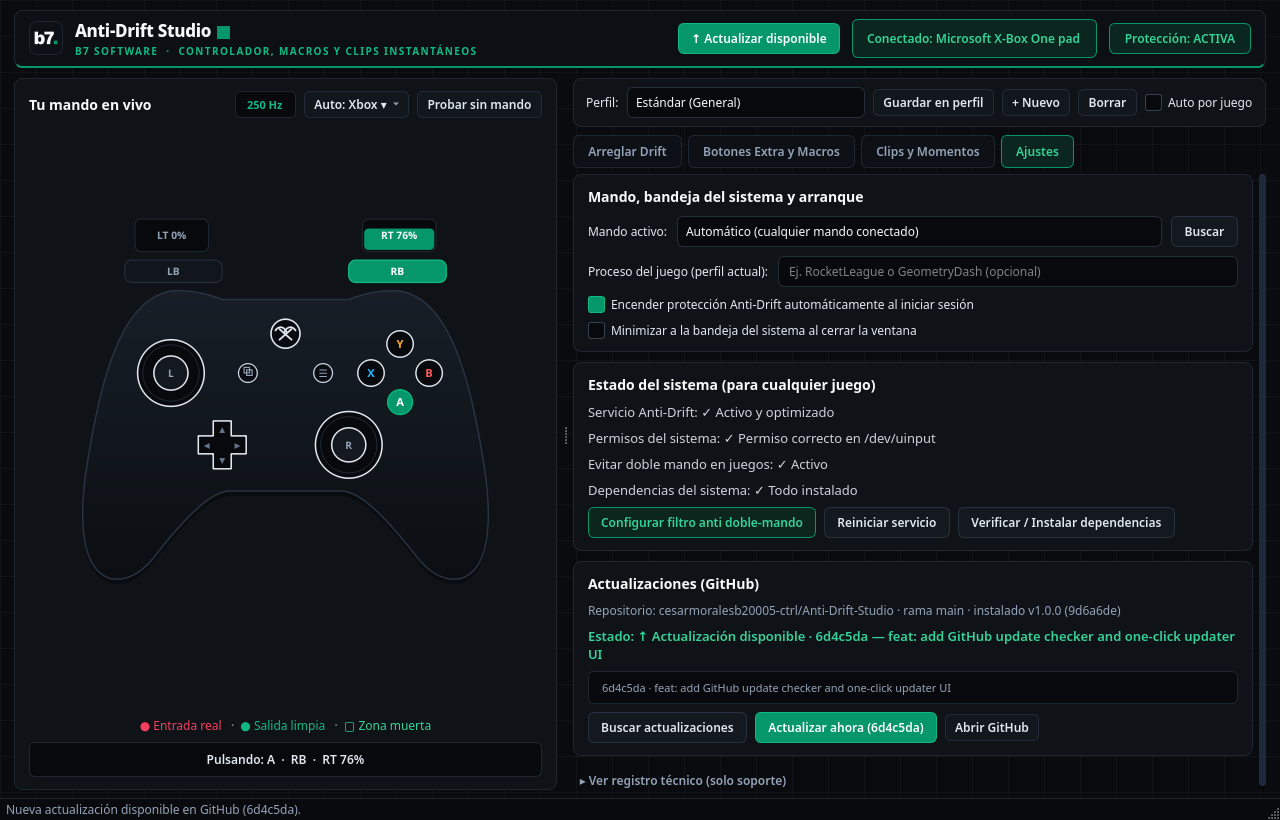 b7.
Anti-Drift Studio
B7 SOFTWARE · CONTROLADOR, MACROS Y CLIPS INSTANTÁNEOS
↑ Actualizar disponible
Conectado: Microsoft X-Box One pad
Protección: ACTIVA
Tu mando en vivo
250 Hz
Auto: Xbox ▾
Probar sin mando
LT 0%
RT 76%
LB
RB
Y
L
X
B
A
R
● Entrada real · ● Salida limpia · ▢ Zona muerta
Pulsando: A · RB · RT 76%
Perfil:
Estándar (General)
Guardar en perfil
+ Nuevo
Borrar
Auto por juego
Arreglar Drift
Botones Extra y Macros
Clips y Momentos
Ajustes
Mando, bandeja del sistema y arranque
Mando activo:
Automático (cualquier mando conectado)
Buscar
Proceso del juego (perfil actual):
Ej. RocketLeague o GeometryDash (opcional)
Encender protección Anti-Drift automáticamente al iniciar sesión
Minimizar a la bandeja del sistema al cerrar la ventana
Estado del sistema (para cualquier juego)
Servicio Anti-Drift: ✓ Activo y optimizado
Permisos del sistema: ✓ Permiso correcto en /dev/uinput
Evitar doble mando en juegos: ✓ Activo
Dependencias del sistema: ✓ Todo instalado
Configurar filtro anti doble-mando
Reiniciar servicio
Verificar / Instalar dependencias
Actualizaciones (GitHub)
Repositorio: cesarmoralesb20005-ctrl/Anti-Drift-Studio · rama main · instalado v1.0.0 (9d6a6de)
Estado: ↑ Actualización disponible · 6d4c5da — feat: add GitHub update checker and one-click updater
UI
6d4c5da · feat: add GitHub update checker and one-click updater UI
Buscar actualizaciones
Actualizar ahora (6d4c5da)
Abrir GitHub
▸ Ver registro técnico (solo soporte)
Nueva actualización disponible en GitHub (6d4c5da).